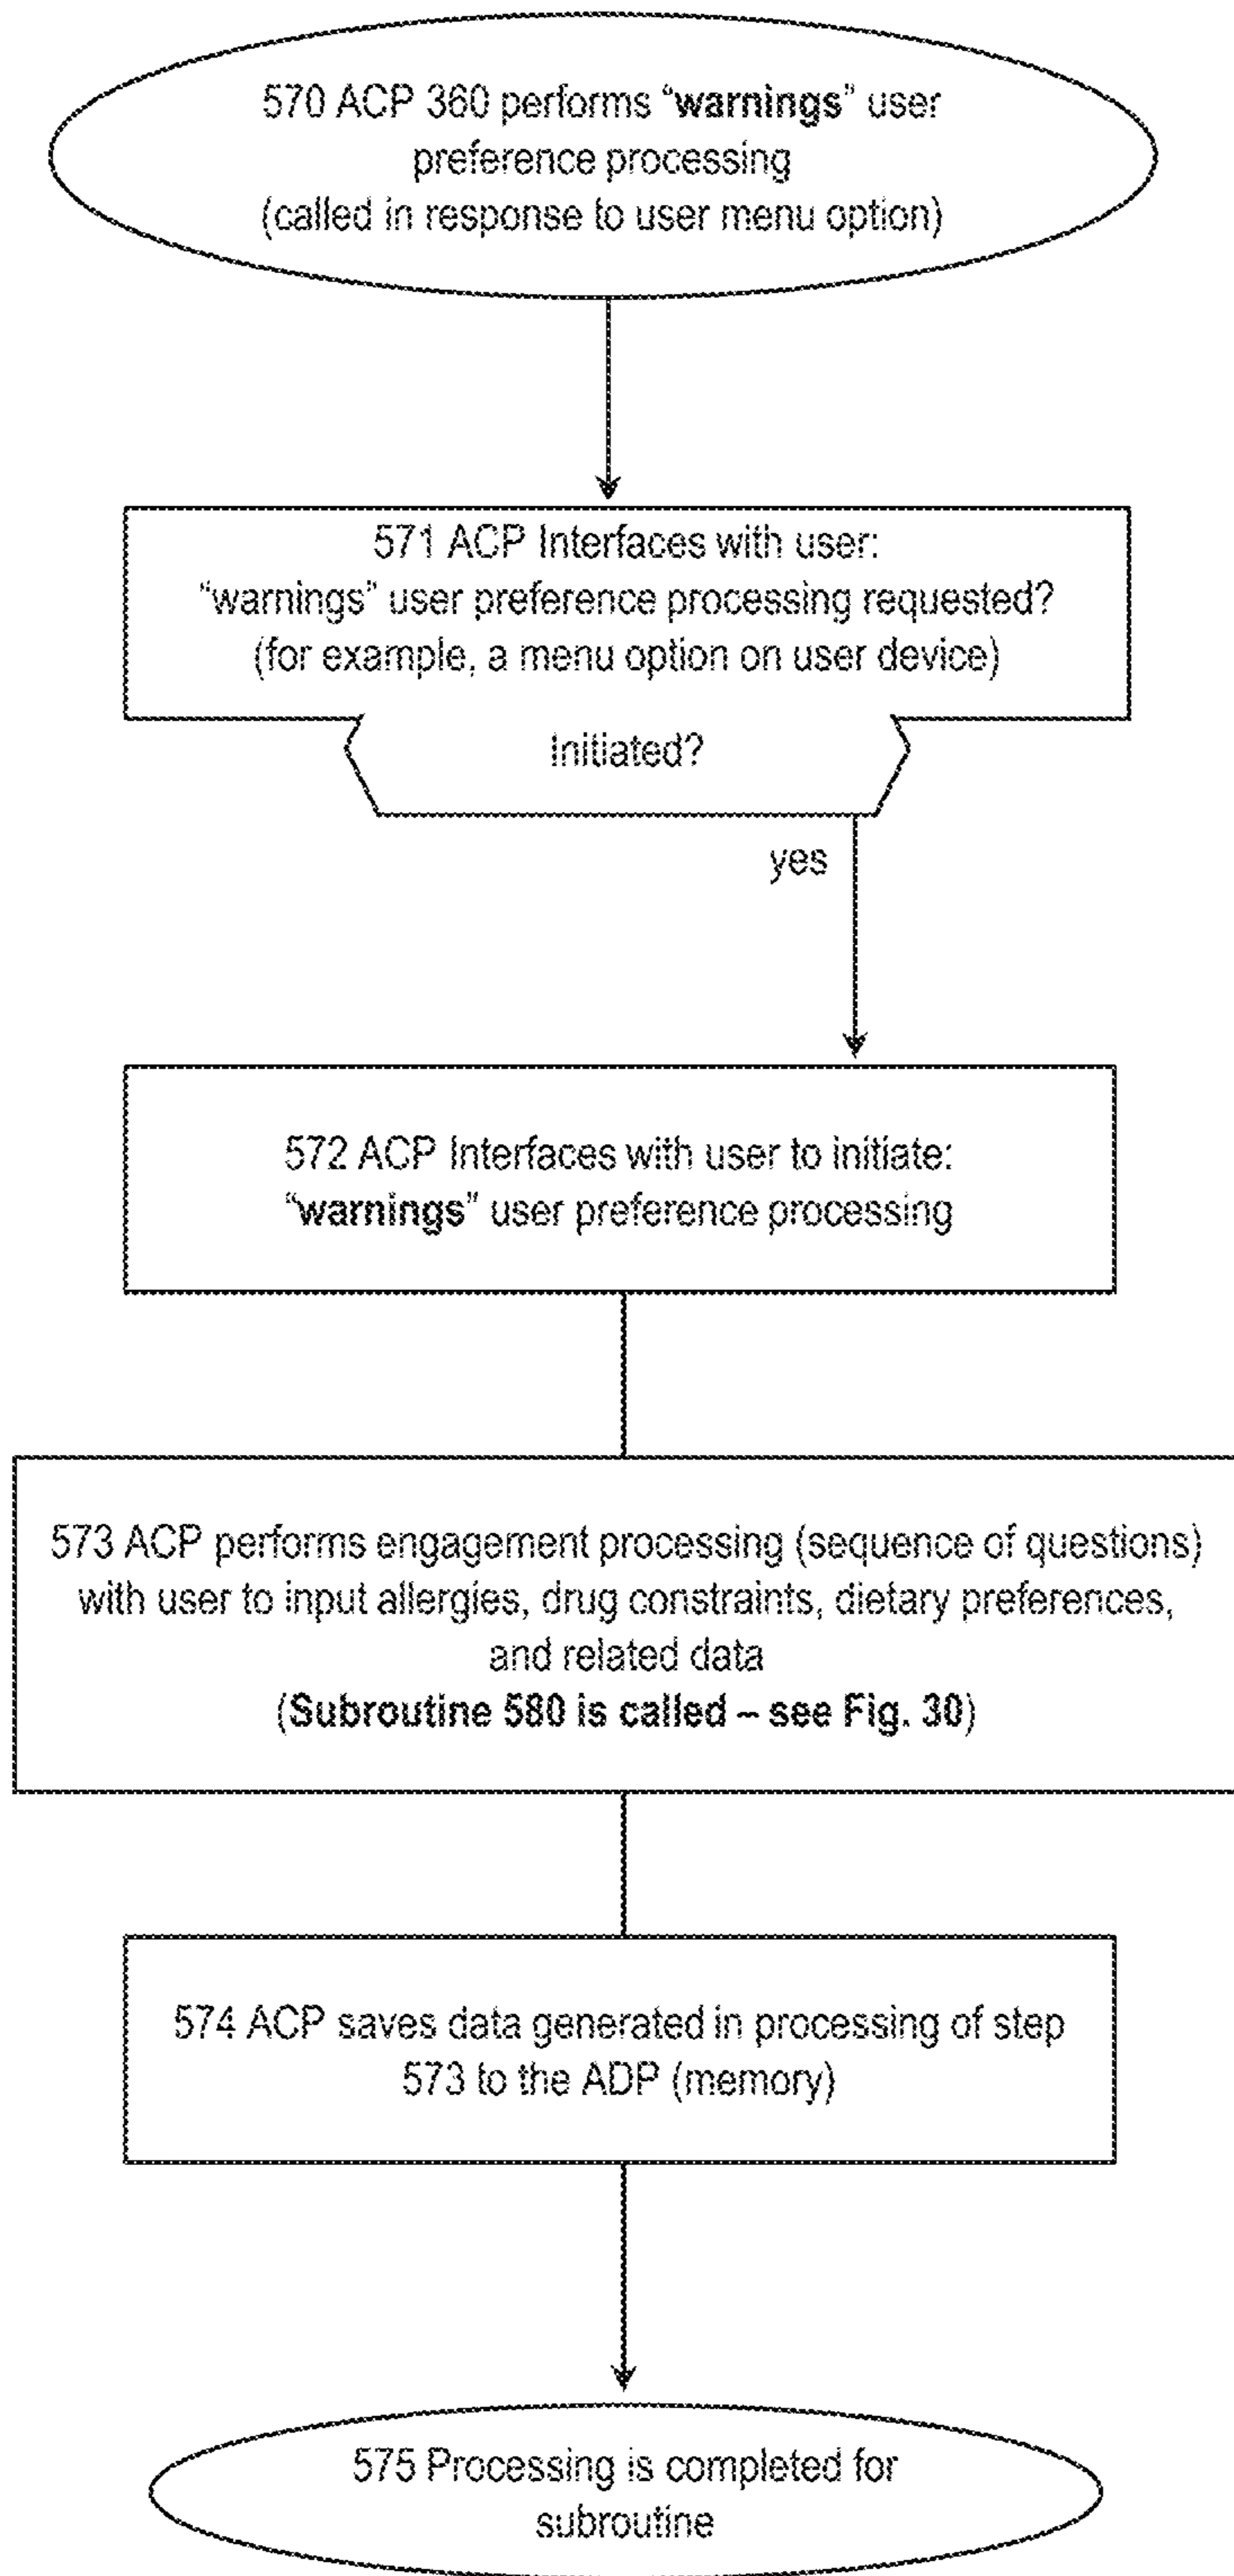 570 ACP 360 performs “warnings” user
preference processing
(called in response to user menu option)
571 ACP Interfaces with user:
“warnings” user preference processing requested?
(for example, a menu option on user device)
Initiated?
yes
572 ACP Interfaces with user to initiate:
“warnings” user preference processing
573 ACP performs engagement processing (sequence of questions)
with user to input allergies, drug constraints, dietary preferences,
and related data
(Subroutine 580 is called – see Fig. 30)
574 ACP saves data generated in processing of step
573 to the ADP (memory)
575 Processing is completed for
subroutine